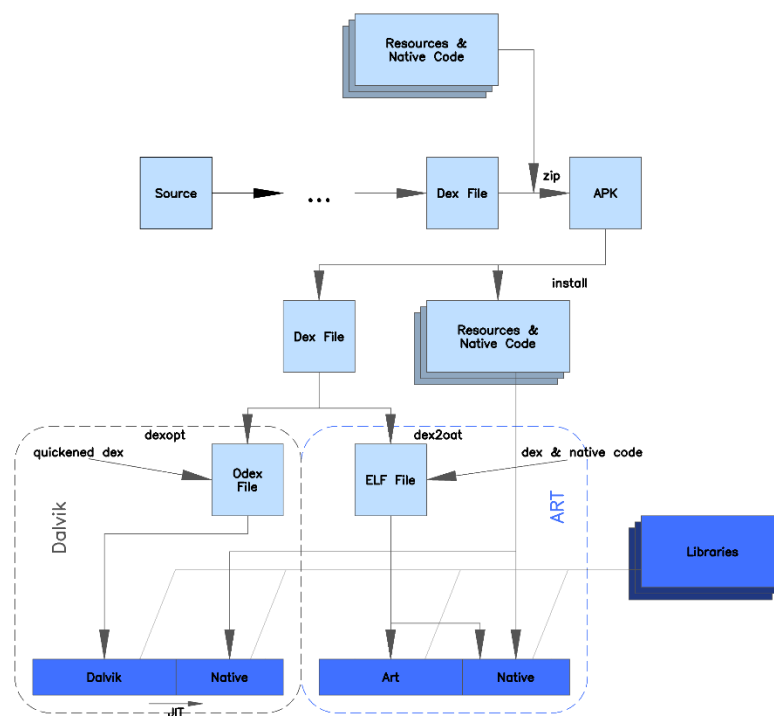 Resources &
Native Code
Source
...
Dex File
zip
APK
install
Dex File
Resources &
Native Code
dexopt
dex2oat
quickened dex
Odex
File
ELF File
dex & native code
Dalvik
ART
Libraries
Dalvik
Native
Art
Native
JIT